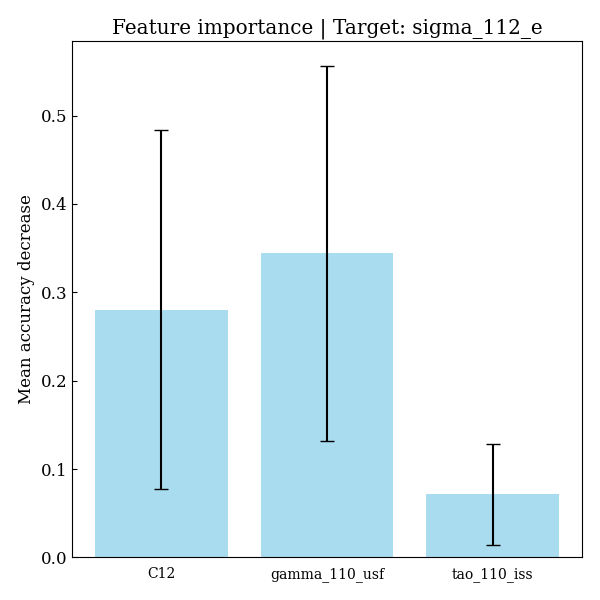 Feature importance | Target: sigma_112_e
Mean accuracy decrease
0.5
0.4
0.3
0.2
0.1
0.0
C12
gamma_110_usf
tao_110_iss